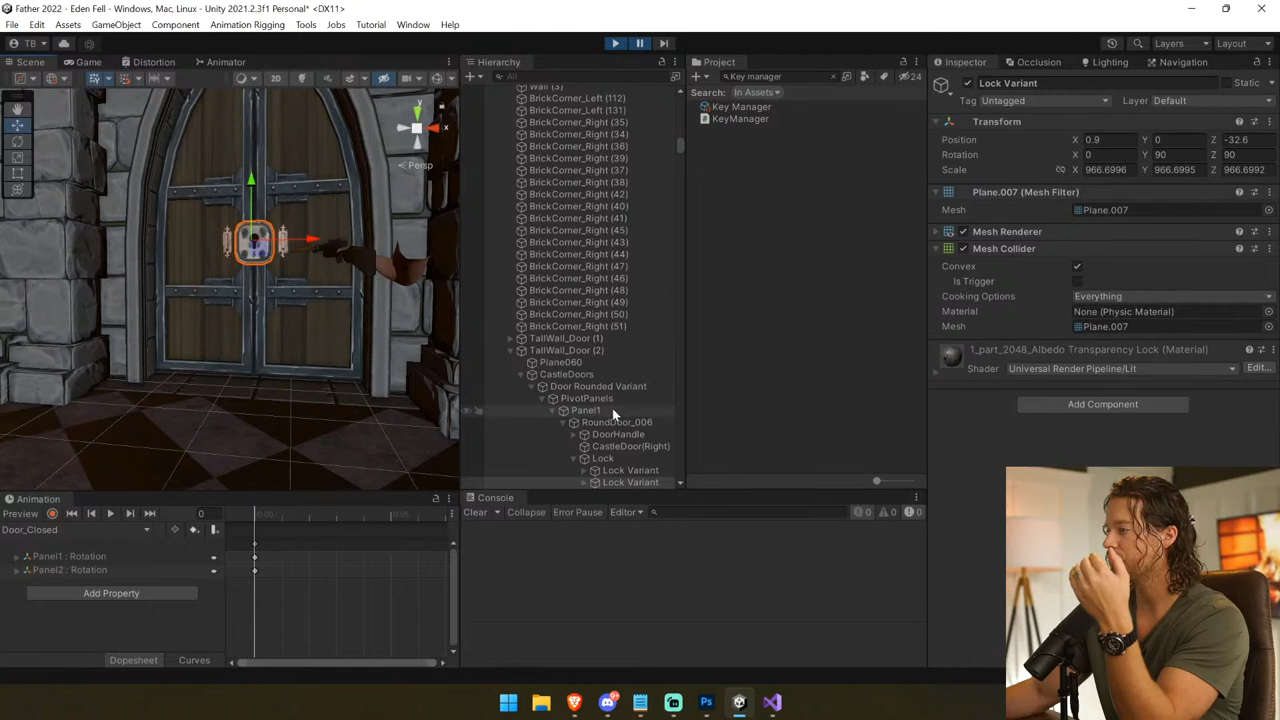 Father 2022 - Eden Fell - Windows, Mac, Linux - Unity 2021.2.3f1 Personal* <DX11>
File Edit Assets GameObject Component Animation Rigging Tools Jobs Tutorial Window Help
TB Layers Layout
Scene Game Distortion Animator
2D
y
x
Persp
Hierarchy
All
Wall (3)
BrickCorner_Left (112)
BrickCorner_Left (131)
BrickCorner_Right (35)
BrickCorner_Right (34)
BrickCorner_Right (36)
BrickCorner_Right (39)
BrickCorner_Right (37)
BrickCorner_Right (38)
BrickCorner_Right (42)
BrickCorner_Right (40)
BrickCorner_Right (41)
BrickCorner_Right (45)
BrickCorner_Right (43)
BrickCorner_Right (44)
BrickCorner_Right (47)
BrickCorner_Right (46)
BrickCorner_Right (48)
BrickCorner_Right (50)
BrickCorner_Right (49)
BrickCorner_Right (51)
TallWall_Door (1)
TallWall_Door (2)
Plane060
CastleDoors
Door Rounded Variant
PivotPanels
Panel1
RoundDoor_006
DoorHandle
CastleDoor(Right)
Lock
Lock Variant
Lock Variant
Project
Key manager 24
Search: In Assets
Key Manager
KeyManager
Inspector Occlusion Lighting Navigation
Lock Variant Static
Tag Untagged Layer Default
Transform
Position X 0.9 Y 0 Z -32.6
Rotation X 0 Y 90 Z 90
Scale X 966.6996 Y 966.6995 Z 966.6992
Plane.007 (Mesh Filter)
Mesh Plane.007
Mesh Renderer
Mesh Collider
Convex
Is Trigger
Cooking Options Everything
Material None (Physic Material)
Mesh Plane.007
1_part_2048_Albedo Transparency Lock (Material)
Shader Universal Render Pipeline/Lit Edit...
Add Component
Animation
Preview 0 0:00 0:05
Door_Closed
Panel1 : Rotation
Panel2 : Rotation
Add Property
Dopesheet Curves
Console
Clear Collapse Error Pause Editor 0 0 0
Ps